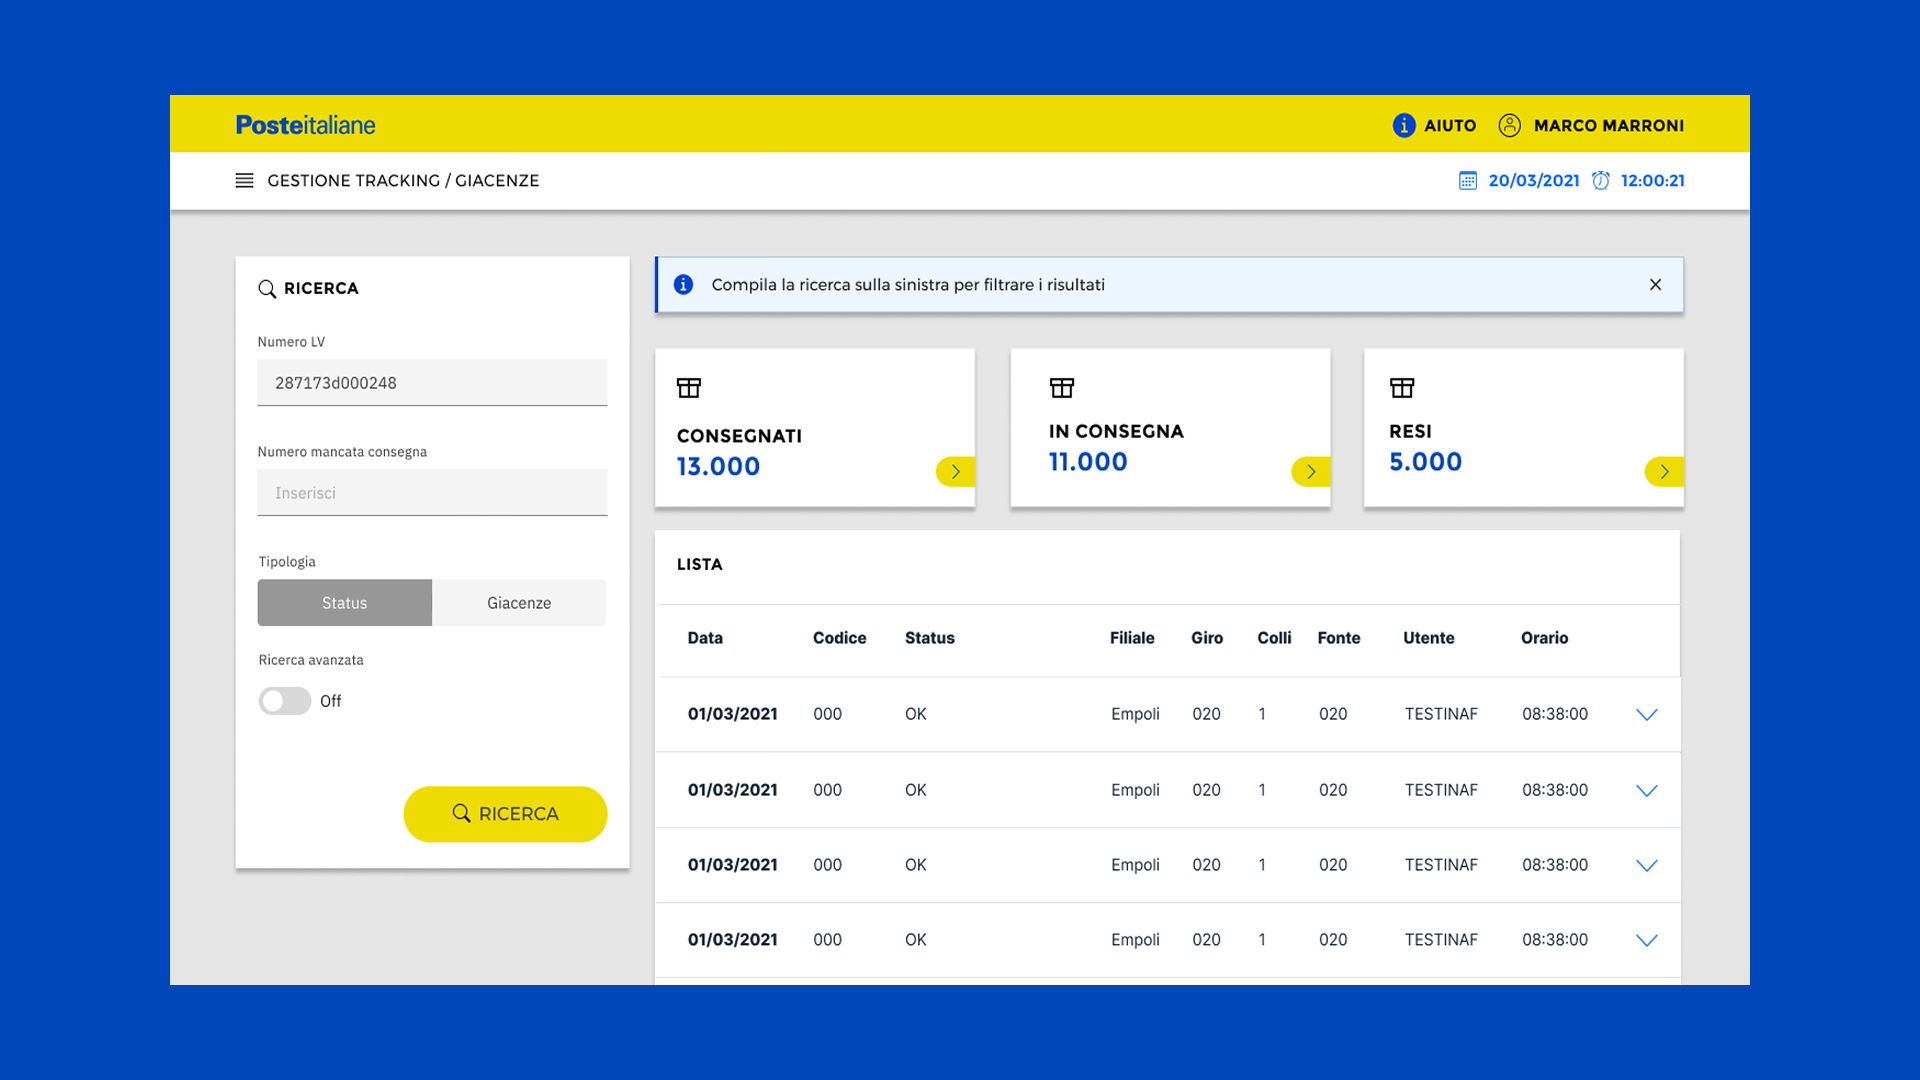 Posteitaliane
AIUTO MARCO MARRONI
GESTIONE TRACKING / GIACENZE
20/03/2021 12:00:21
RICERCA
Numero LV
287173d000248
Numero mancata consegna
Inserisci
Tipologia
Status Giacenze
Ricerca avanzata
Off
RICERCA
Compila la ricerca sulla sinistra per filtrare i risultati
CONSEGNATI
13.000
IN CONSEGNA
11.000
RESI
5.000
LISTA
Data Codice Status Filiale Giro Colli Fonte Utente Orario
01/03/2021 000 OK Empoli 020 1 020 TESTINAF 08:38:00
01/03/2021 000 OK Empoli 020 1 020 TESTINAF 08:38:00
01/03/2021 000 OK Empoli 020 1 020 TESTINAF 08:38:00
01/03/2021 000 OK Empoli 020 1 020 TESTINAF 08:38:00